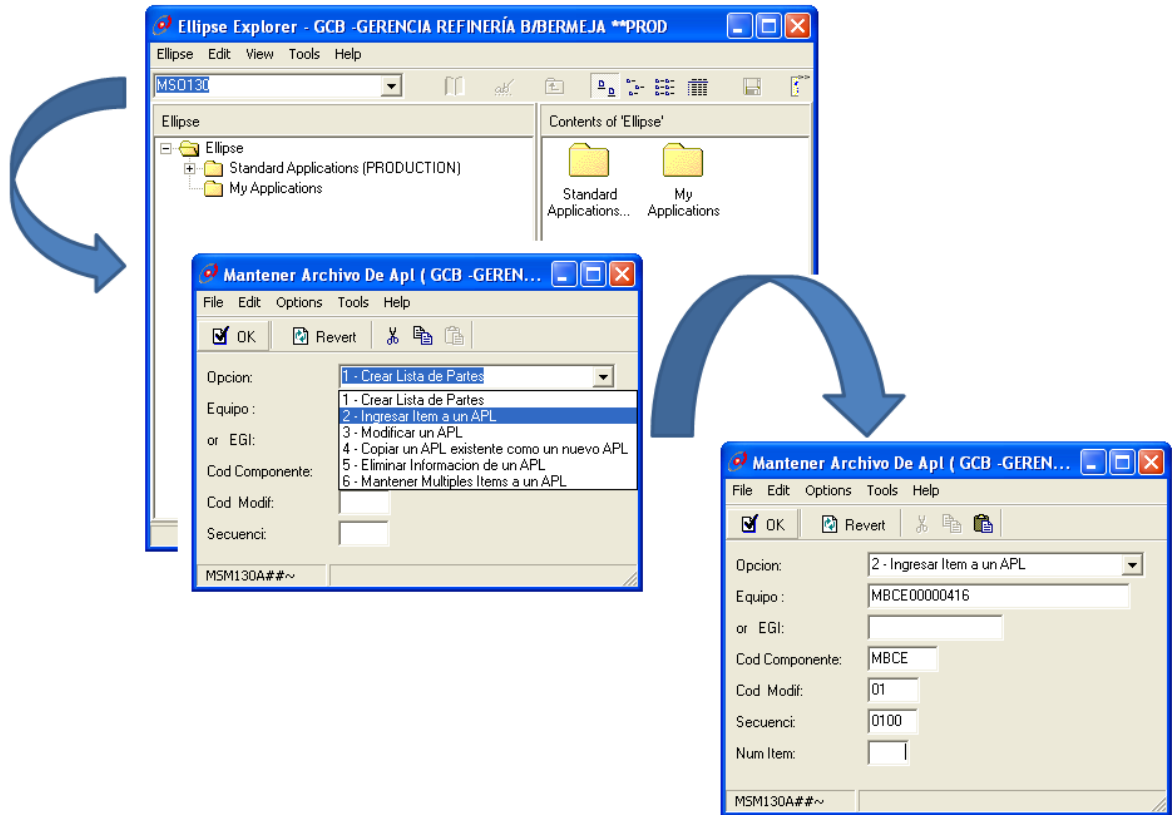 Ellipse Explorer - GCB -GERENCIA REFINERÍA B/BERMEJA **PROD
Ellipse Edit View Tools Help
MSO130
Ellipse
Contents of 'Ellipse'
Ellipse
Standard Applications (PRODUCTION)
My Applications
Standard Applications...
My Applications
Mantener Archivo De Apl ( GCB -GEREN...
File Edit Options Tools Help
OK Revert
Opcion: 1 - Crear Lista de Partes
1 - Crear Lista de Partes
2 - Ingresar Item a un APL
3 - Modificar un APL
4 - Copiar un APL existente como un nuevo APL
5 - Eliminar Informacion de un APL
6 - Mantener Multiples Items a un APL
Equipo :
or EGI:
Cod Componente:
Cod Modif:
Secuenci:
MSM130A##~
Mantener Archivo De Apl ( GCB -GEREN...
File Edit Options Tools Help
OK Revert
Opcion: 2 - Ingresar Item a un APL
Equipo : MBCE00000416
or EGI:
Cod Componente: MBCE
Cod Modif: 01
Secuenci: 0100
Num Item:
MSM130A##~